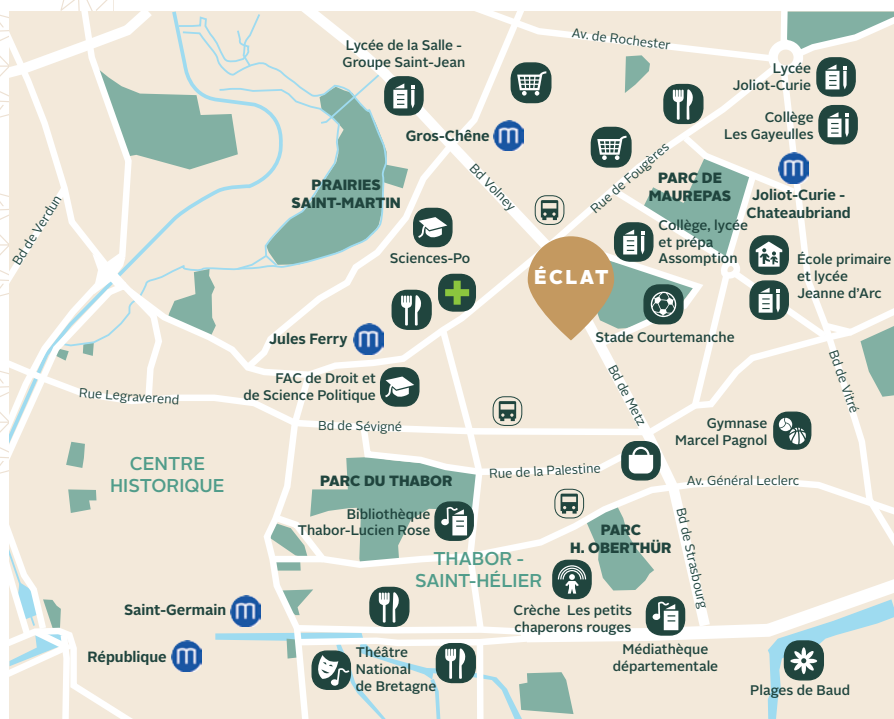 Av. de Rochester
Lycée de la Salle -
Groupe Saint-Jean
Lycée
Joliot-Curie
Collège
Les Gayeulles
Gros-Chêne
m
m
Joliot-Curie -
Chateaubriand
Bd Volney
Rue de Fougères
PARC DE
MAUREPAS
PRAIRIES
SAINT-MARTIN
Bd de Verdun
Collège, lycée
et prépa
Assomption
Sciences-Po
École primaire
et lycée
Jeanne d'Arc
ÉCLAT
Jules Ferry
m
Stade Courtemanche
FAC de Droit et
de Science Politique
Rue Legraverend
Bd de Metz
Bd de Vitré
Bd de Sévigné
Gymnase
Marcel Pagnol
CENTRE
HISTORIQUE
PARC DU THABOR
Rue de la Palestine
Av. Général Leclerc
Bibliothèque
Thabor-Lucien Rose
PARC
H. OBERTHÜR
Bd de Strasbourg
THABOR -
SAINT-HÉLIER
Saint-Germain
m
Crèche Les petits
chaperons rouges
République
m
Théâtre
National
de Bretagne
Médiathèque
départementale
Plages de Baud